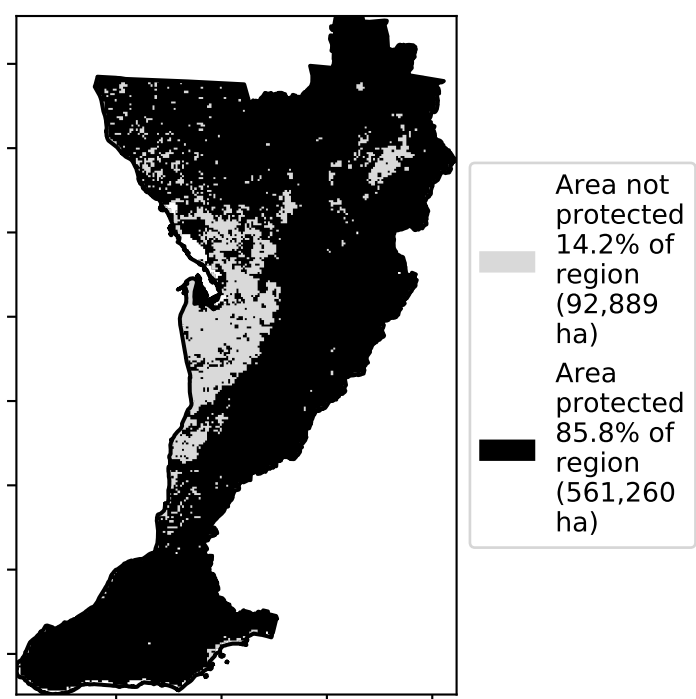 Area not
protected
14.2% of
region
(92,889
ha)
Area
protected
85.8% of
region
(561,260
ha)